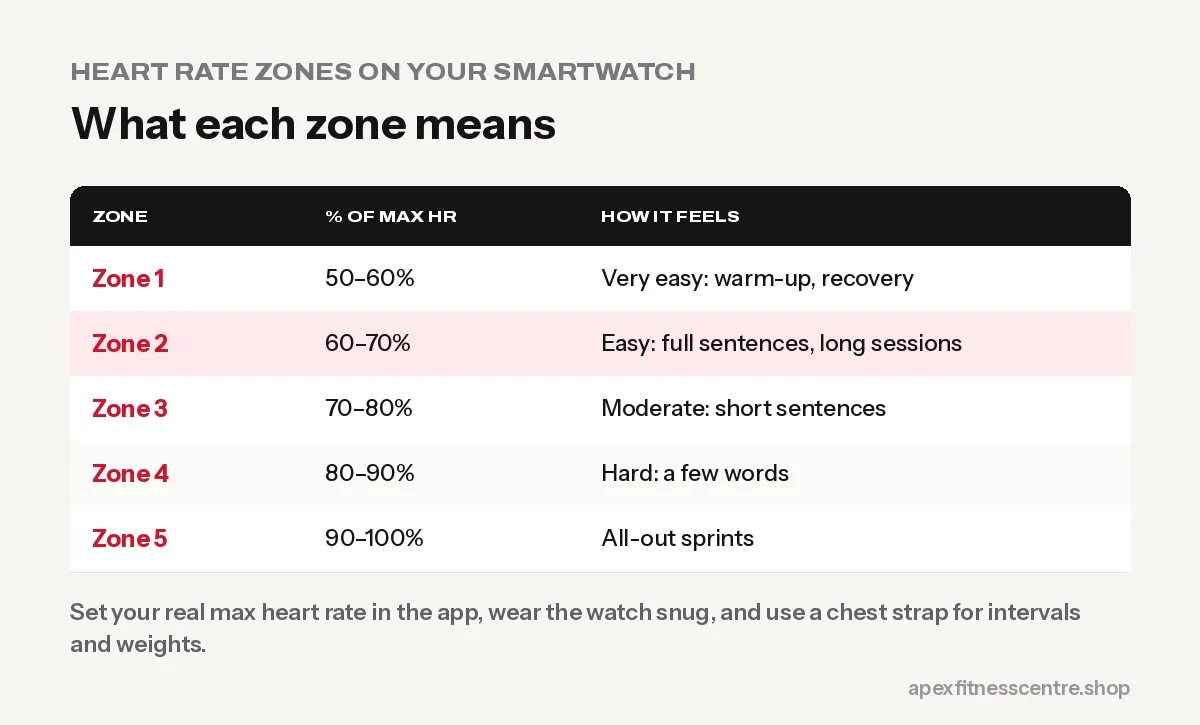 HEART RATE ZONES ON YOUR SMARTWATCH
What each zone means
ZONE % OF MAX HR HOW IT FEELS
Zone 1 50–60% Very easy: warm-up, recovery
Zone 2 60–70% Easy: full sentences, long sessions
Zone 3 70–80% Moderate: short sentences
Zone 4 80–90% Hard: a few words
Zone 5 90–100% All-out sprints
Set your real max heart rate in the app, wear the watch snug, and use a chest strap for intervals
and weights.
apexfitnesscentre.shop